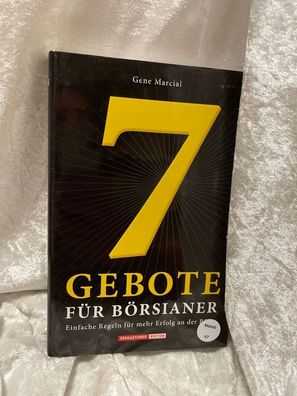 Gene Marcial
7
GEBOTE
FÜR BÖRSIANER
Einfache Regeln für mehr Erfolg an der